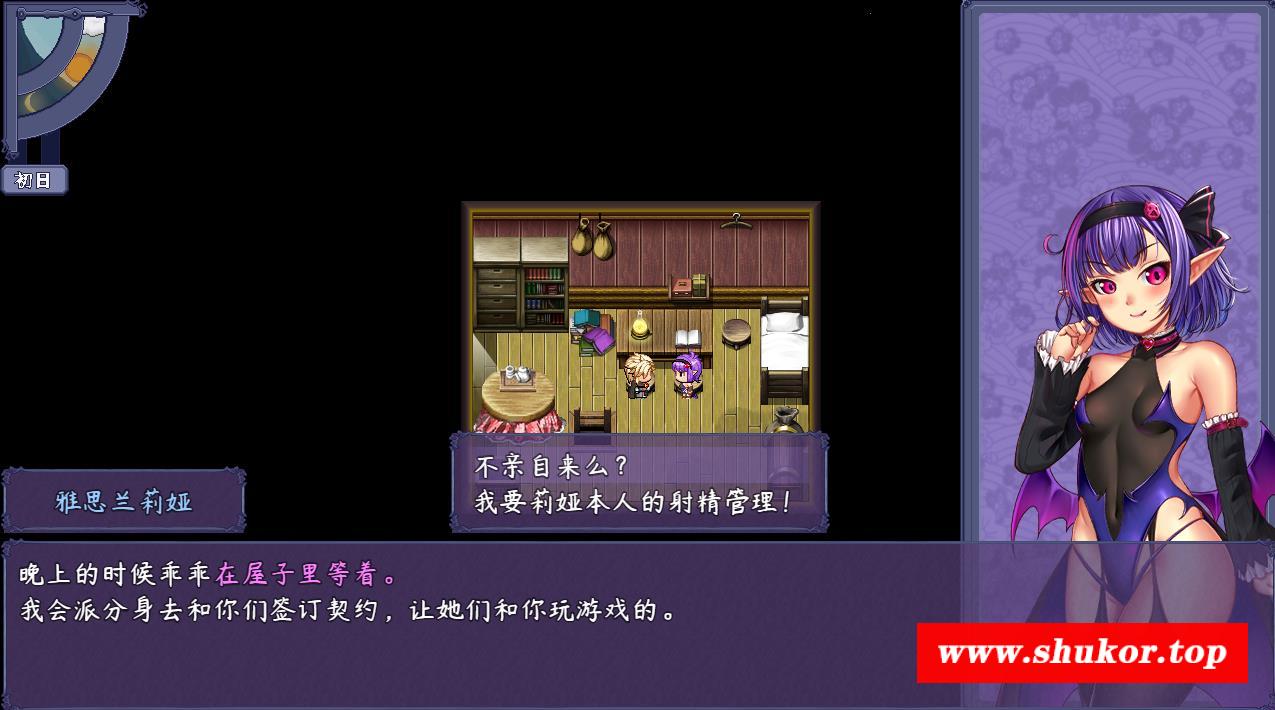 初日
不亲自来么？
我要莉娅本人的射精管理！
雅思兰莉娅
晚上的时候乖乖在屋子里等着。
我会派分身去和你们签订契约，让她们和你玩游戏的。
www.shukor.top